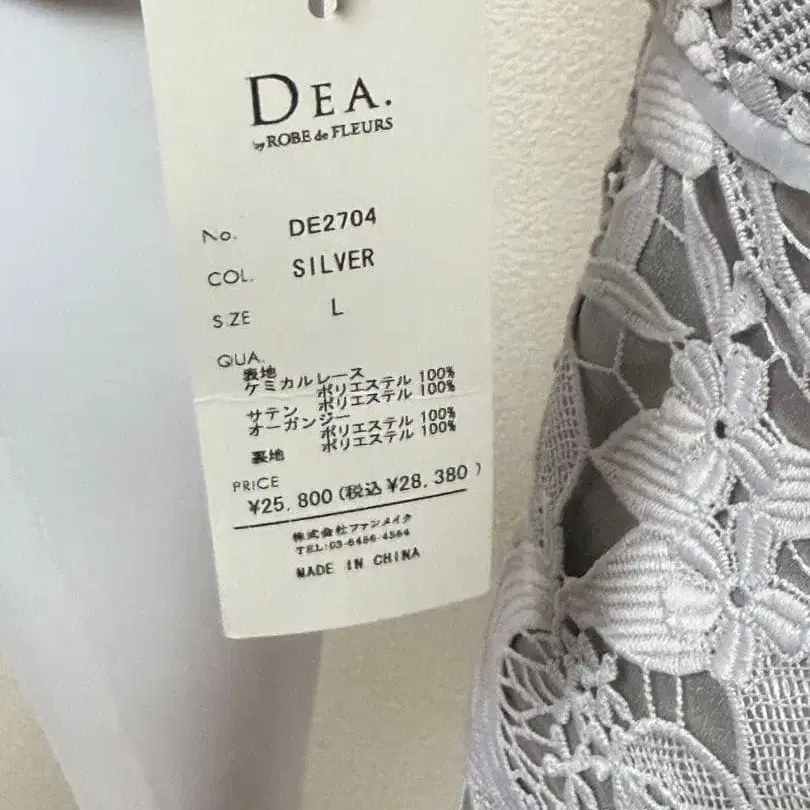 DEA.
by ROBE de FLEURS
No. DE2704
COL. SILVER
SIZE L
QUA.
表地
ケミカルレース
ポリエステル 100%
サテン ポリエステル 100%
オーガンジー
ポリエステル 100%
裏地 ポリエステル 100%
PRICE
¥25,800(税込¥28,380)
株式会社ファンメイク
TEL:03-6456-4564
MADE IN CHINA